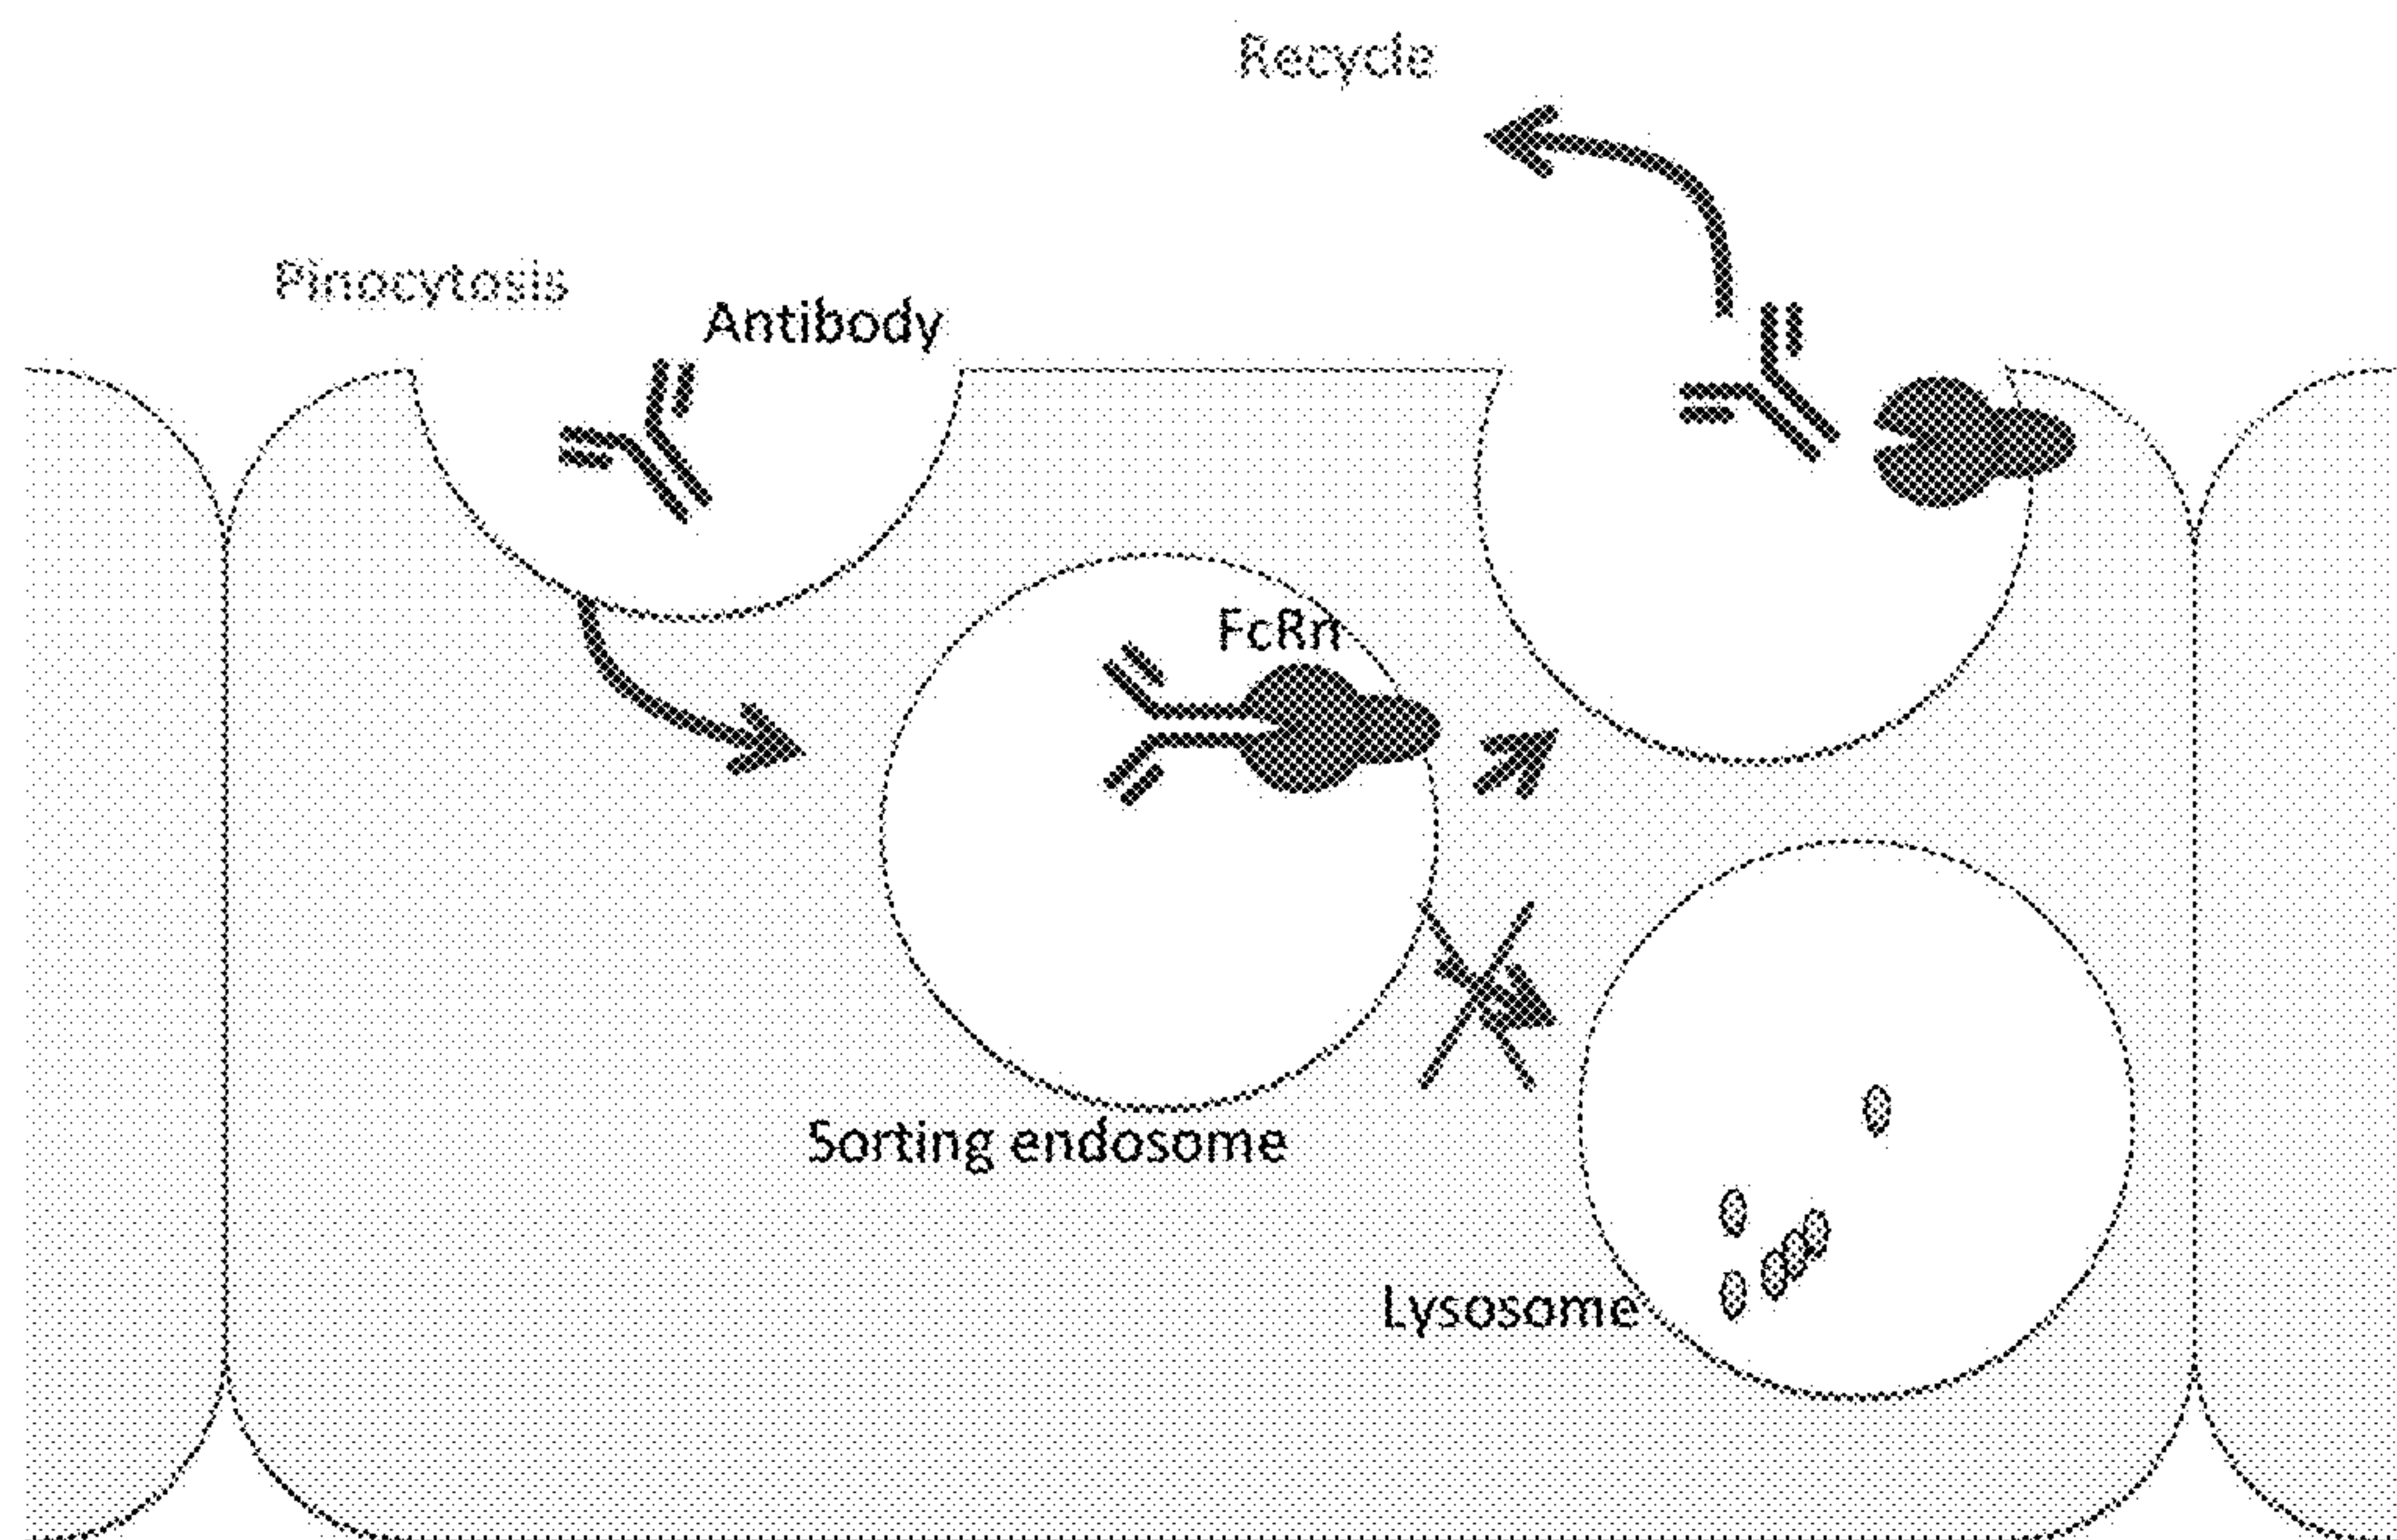 Recycle
Pinocytosis
Antibody
FcRn
Sorting endosome
Lysosome